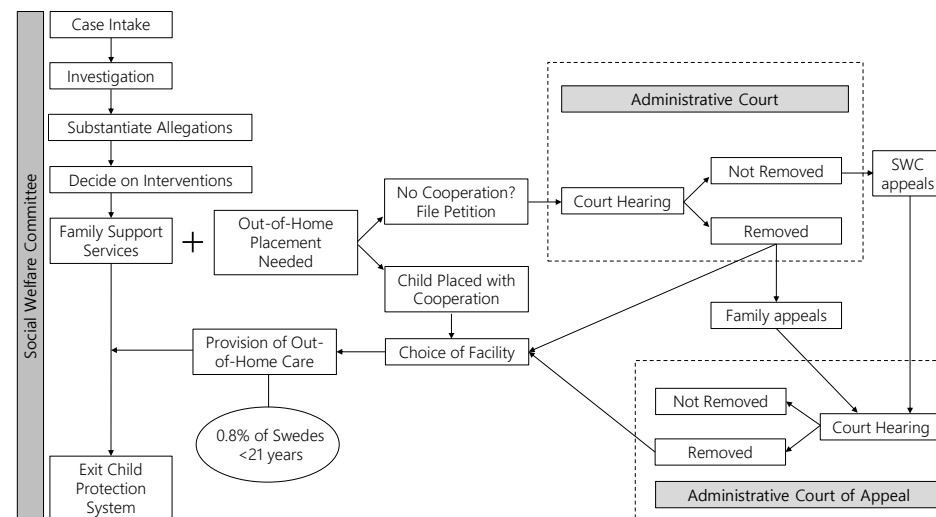 Social Welfare Committee
Case Intake
Investigation
Substantiate Allegations
Decide on Interventions
Family Support
Services
+
Out-of-Home
Placement
Needed
No Cooperation?
File Petition
Child Placed with
Cooperation
Choice of Facility
Provision of Out-
of-Home Care
0.8% of Swedes
<21 years
Exit Child
Protection
System
Administrative Court
Court Hearing
Not Removed
Removed
SWC
appeals
Family appeals
Court Hearing
Not Removed
Removed
Administrative Court of Appeal